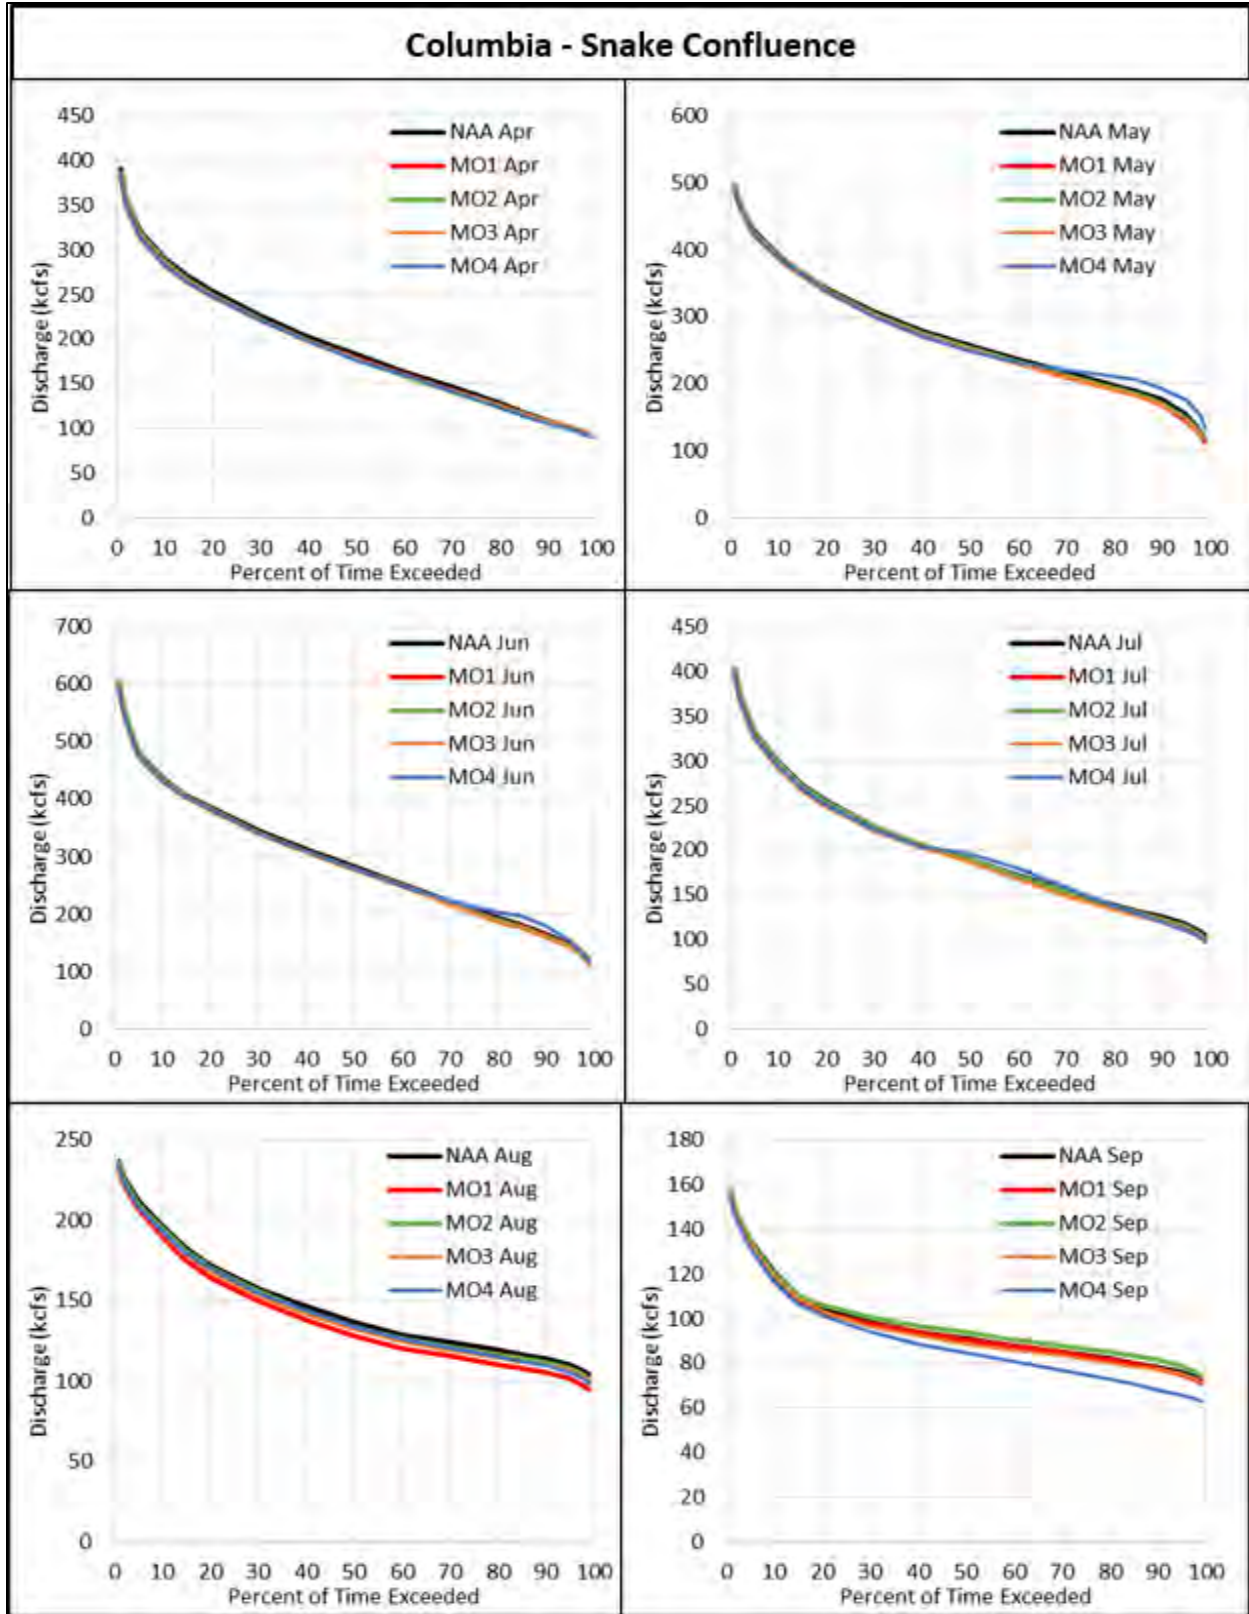 Columbia - Snake Confluence
450
400
350
300
250
200
150
100
50
0
Discharge (kcfs)
NAA Apr
MO1 Apr
MO2 Apr
MO3 Apr
MO4 Apr
0 10 20 30 40 50 60 70 80 90 100
Percent of Time Exceeded
600
500
400
300
200
100
0
Discharge (kcfs)
NAA May
MO1 May
MO2 May
MO3 May
MO4 May
0 10 20 30 40 50 60 70 80 90 100
Percent of Time Exceeded
700
600
500
400
300
200
100
0
Discharge (kcfs)
NAA Jun
MO1 Jun
MO2 Jun
MO3 Jun
MO4 Jun
0 10 20 30 40 50 60 70 80 90 100
Percent of Time Exceeded
450
400
350
300
250
200
150
100
50
0
Discharge (kcfs)
NAA Jul
MO1 Jul
MO2 Jul
MO3 Jul
MO4 Jul
0 10 20 30 40 50 60 70 80 90 100
Percent of Time Exceeded
250
200
150
100
50
0
Discharge (kcfs)
NAA Aug
MO1 Aug
MO2 Aug
MO3 Aug
MO4 Aug
0 10 20 30 40 50 60 70 80 90 100
Percent of Time Exceeded
180
160
140
120
100
80
60
40
20
0
Discharge (kcfs)
NAA Sep
MO1 Sep
MO2 Sep
MO3 Sep
MO4 Sep
0 10 20 30 40 50 60 70 80 90 100
Percent of Time Exceeded